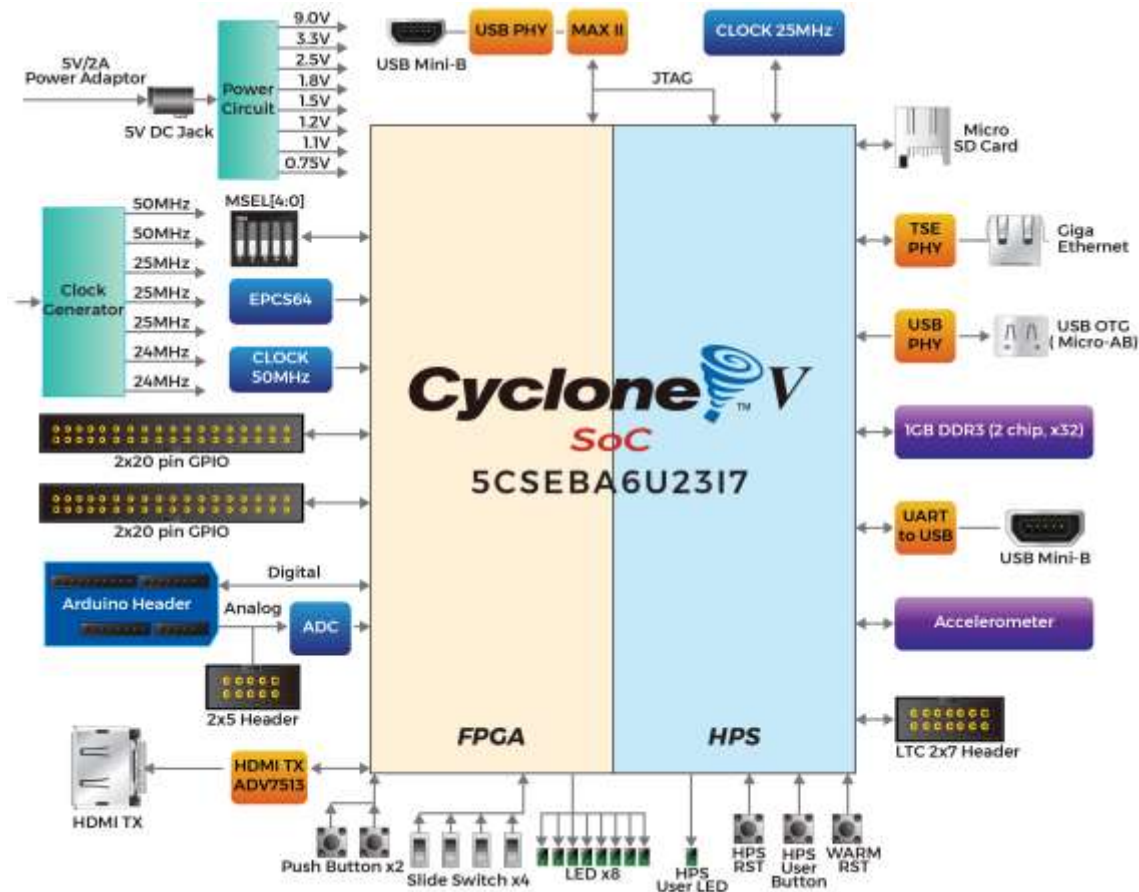 5V/2A
Power Adaptor
5V DC Jack
Power
Circuit
9.0V
3.3V
2.5V
1.8V
1.5V
1.2V
1.1V
0.75V
USB Mini-B
USB PHY
MAX II
JTAG
CLOCK 25MHz
Micro
SD Card
Clock
Generator
50MHz
50MHz
25MHz
25MHz
25MHz
24MHz
24MHz
MSEL[4:0]
EPCS64
CLOCK
50MHz
TSE
PHY
Giga
Ethernet
USB
PHY
USB OTG
( Micro-AB)
Cyclone V
TM
SoC
5CSEBA6U23I7
1GB DDR3 (2 chip, x32)
2x20 pin GPIO
2x20 pin GPIO
UART
to USB
USB Mini-B
Arduino Header
Digital
Analog
ADC
2x5 Header
Accelerometer
FPGA
HPS
LTC 2x7 Header
HDMI TX
HDMI TX
ADV7513
Push Button x2
Slide Switch x4
LED x8
HPS
User LED
HPS
RST
HPS
User
Button
WARM
RST